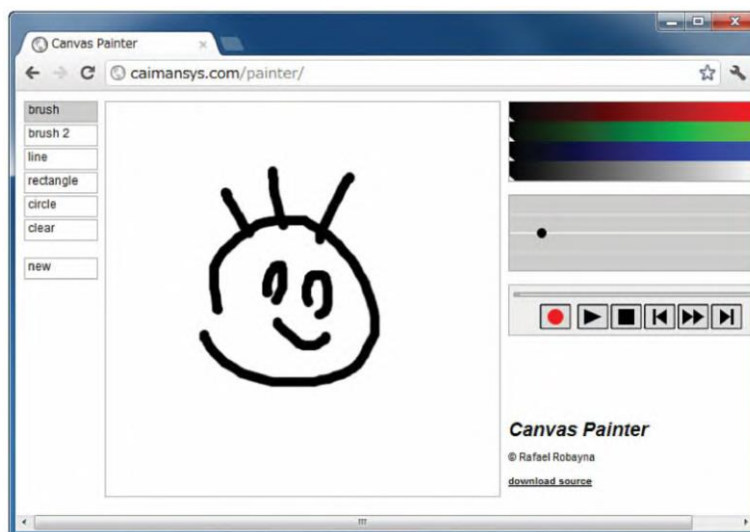 Canvas Painter
caimansys.com/painter/
brush
brush 2
line
rectangle
circle
clear
new
Canvas Painter
© Rafael Robayna
download source